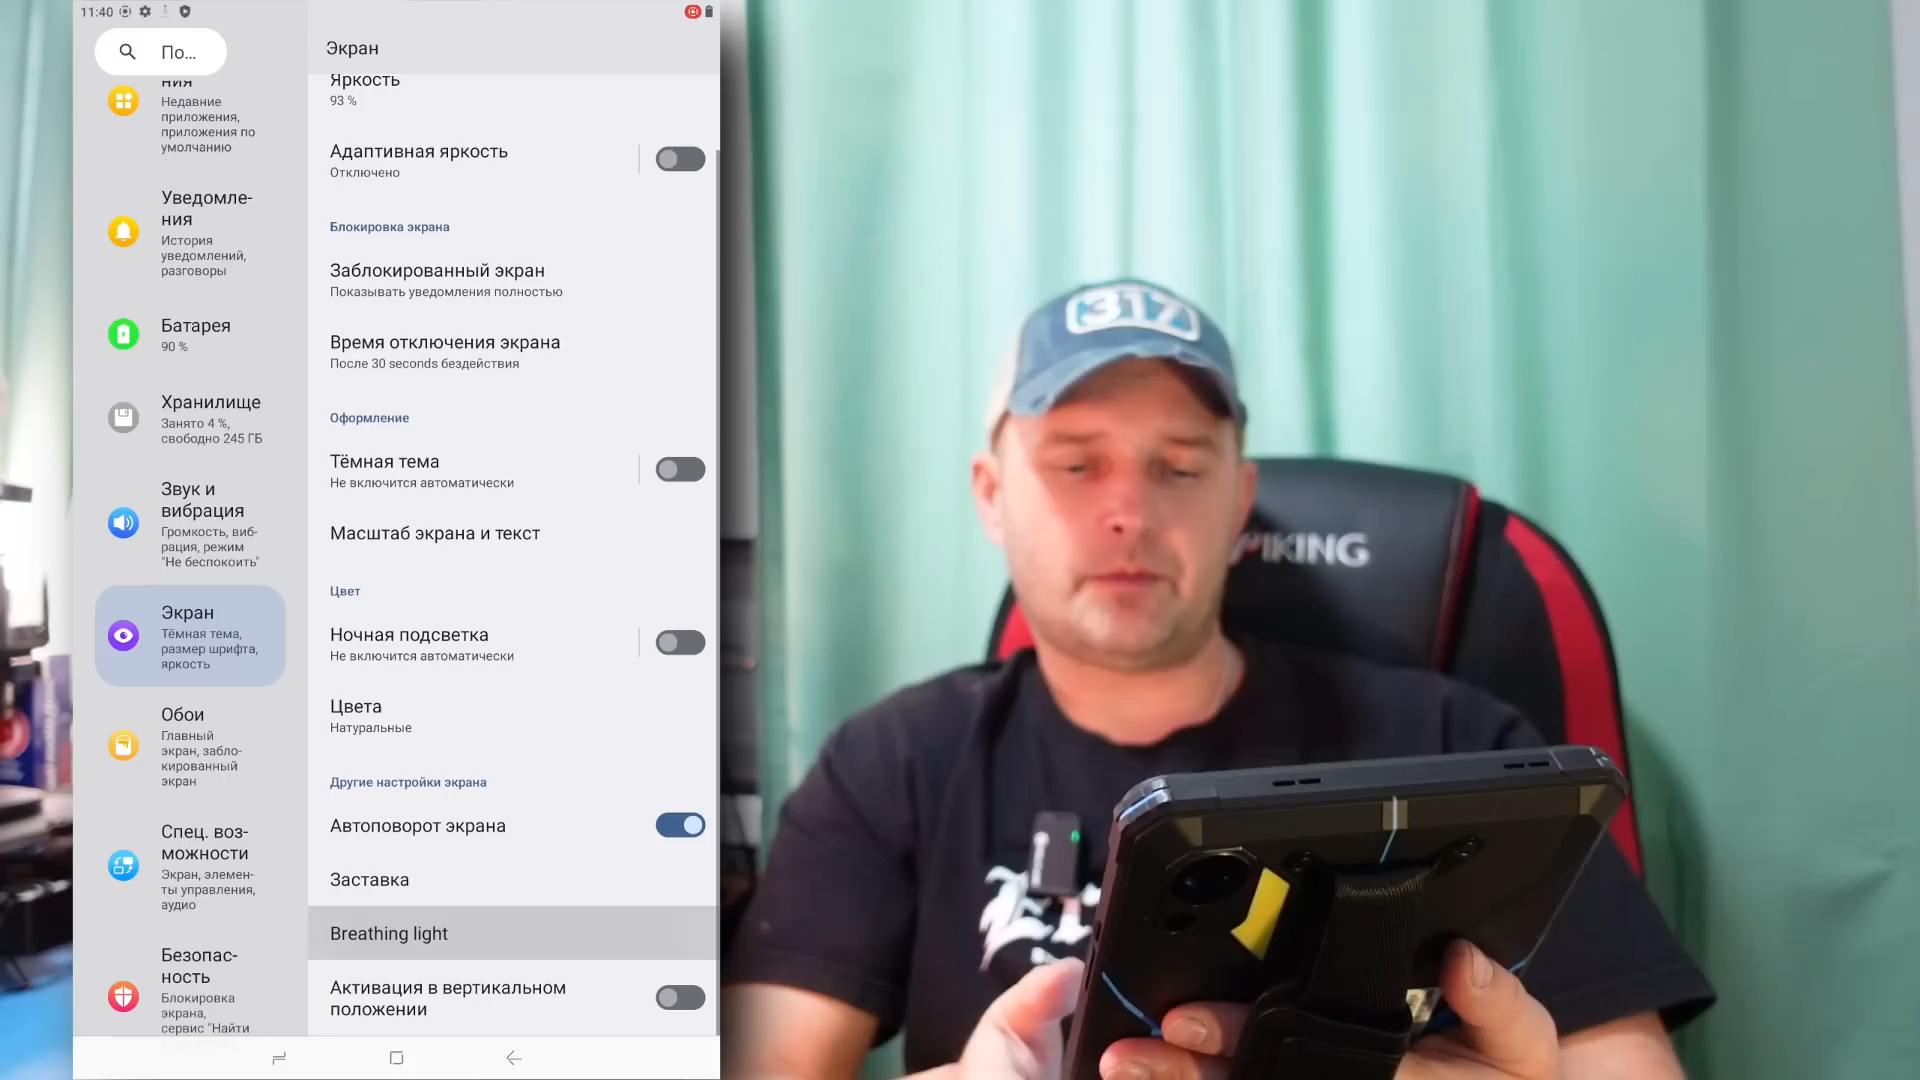 11:40
По...
ния
Недавние
приложения,
приложения по
умолчанию
Уведомле-
ния
История
уведомлений,
разговоры
Батарея
90 %
Хранилище
Занято 4 %,
свободно 245 ГБ
Звук и
вибрация
Громкость, виб-
рация, режим
"Не беспокоить"
Экран
Тёмная тема,
размер шрифта,
яркость
Обои
Главный
экран, забло-
кированный
экран
Спец. воз-
можности
Экран, элемен-
ты управления,
аудио
Безопас-
ность
Блокировка
экрана,
сервис "Найти
Экран
Яркость
93 %
Адаптивная яркость
Отключено
Блокировка экрана
Заблокированный экран
Показывать уведомления полностью
Время отключения экрана
После 30 seconds бездействия
Оформление
Тёмная тема
Не включится автоматически
Масштаб экрана и текст
Цвет
Ночная подсветка
Не включится автоматически
Цвета
Натуральные
Другие настройки экрана
Автоповорот экрана
Заставка
Breathing light
Активация в вертикальном
положении
317